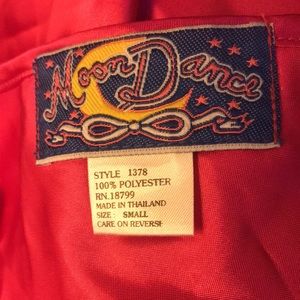 Moon Dance
STYLE 1378
100% POLYESTER
RN.18799
MADE IN THAILAND
SIZE : SMALL
CARE ON REVERSE